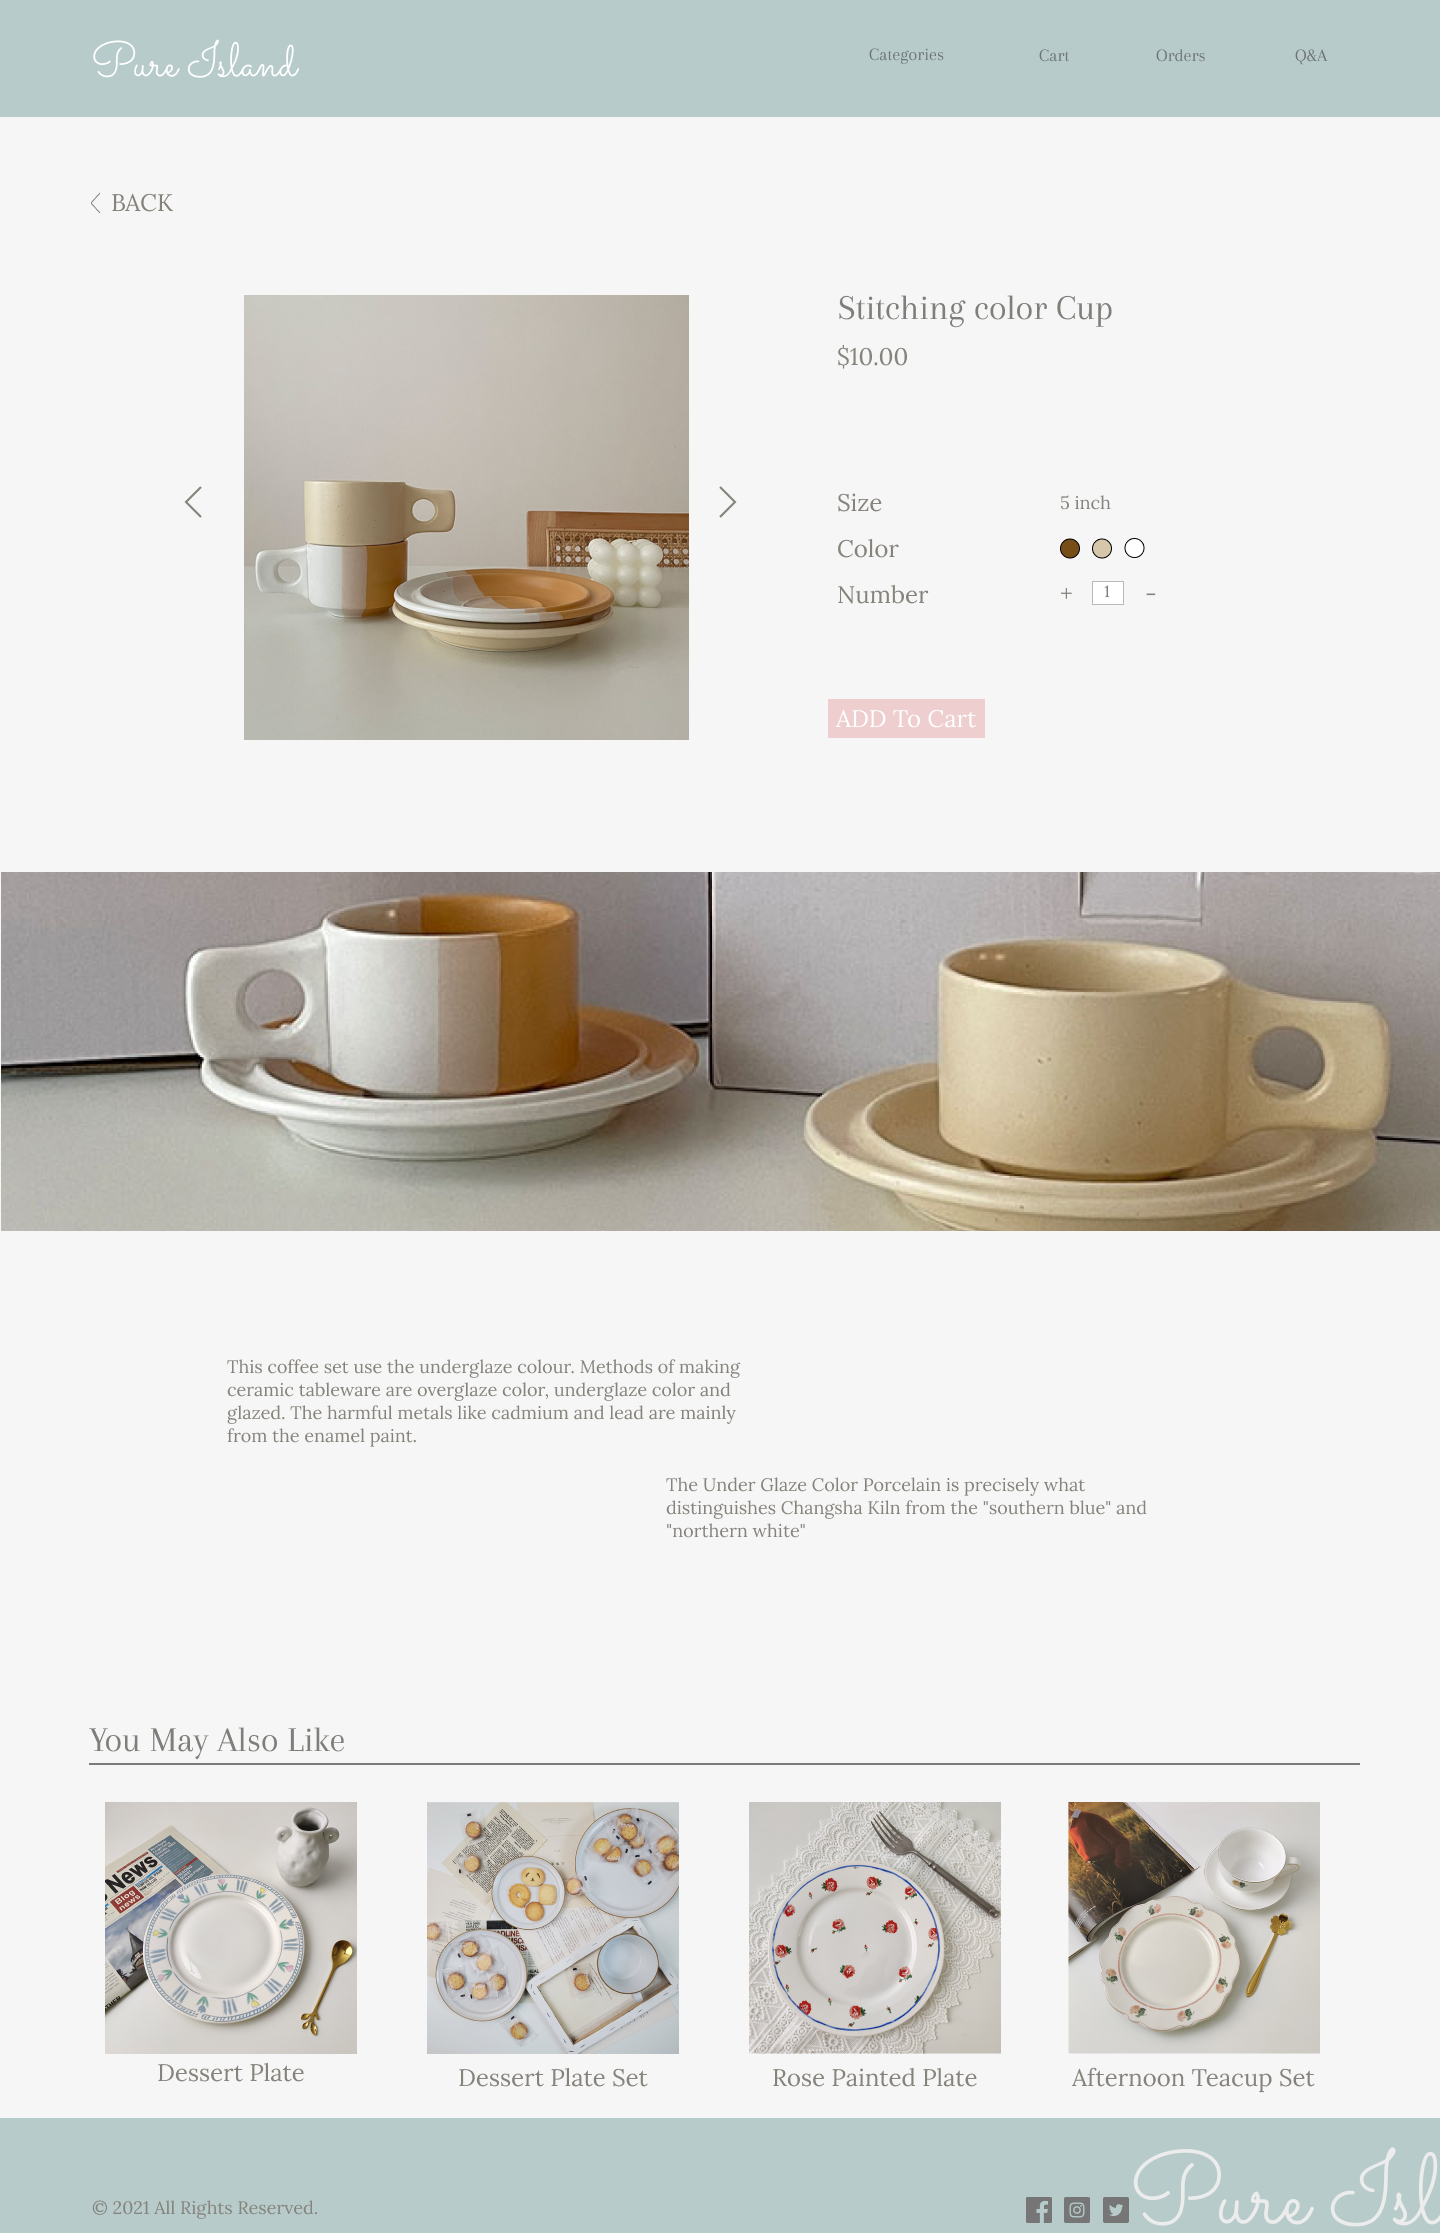 Pure Island
Categories
Cart
Orders
Q&A
BACK
Stitching color Cup
$10.00
Size
5 inch
Color
Number
+
1
-
ADD To Cart
This coffee set use the underglaze colour. Methods of making
ceramic tableware are overglaze color, underglaze color and
glazed. The harmful metals like cadmium and lead are mainly
from the enamel paint.
The Under Glaze Color Porcelain is precisely what
distinguishes Changsha Kiln from the "southern blue" and
"northern white"
You May Also Like
News
Blog
news
Dessert Plate
Dessert Plate Set
Rose Painted Plate
Afternoon Teacup Set
© 2021 All Rights Reserved.
Pure Isl